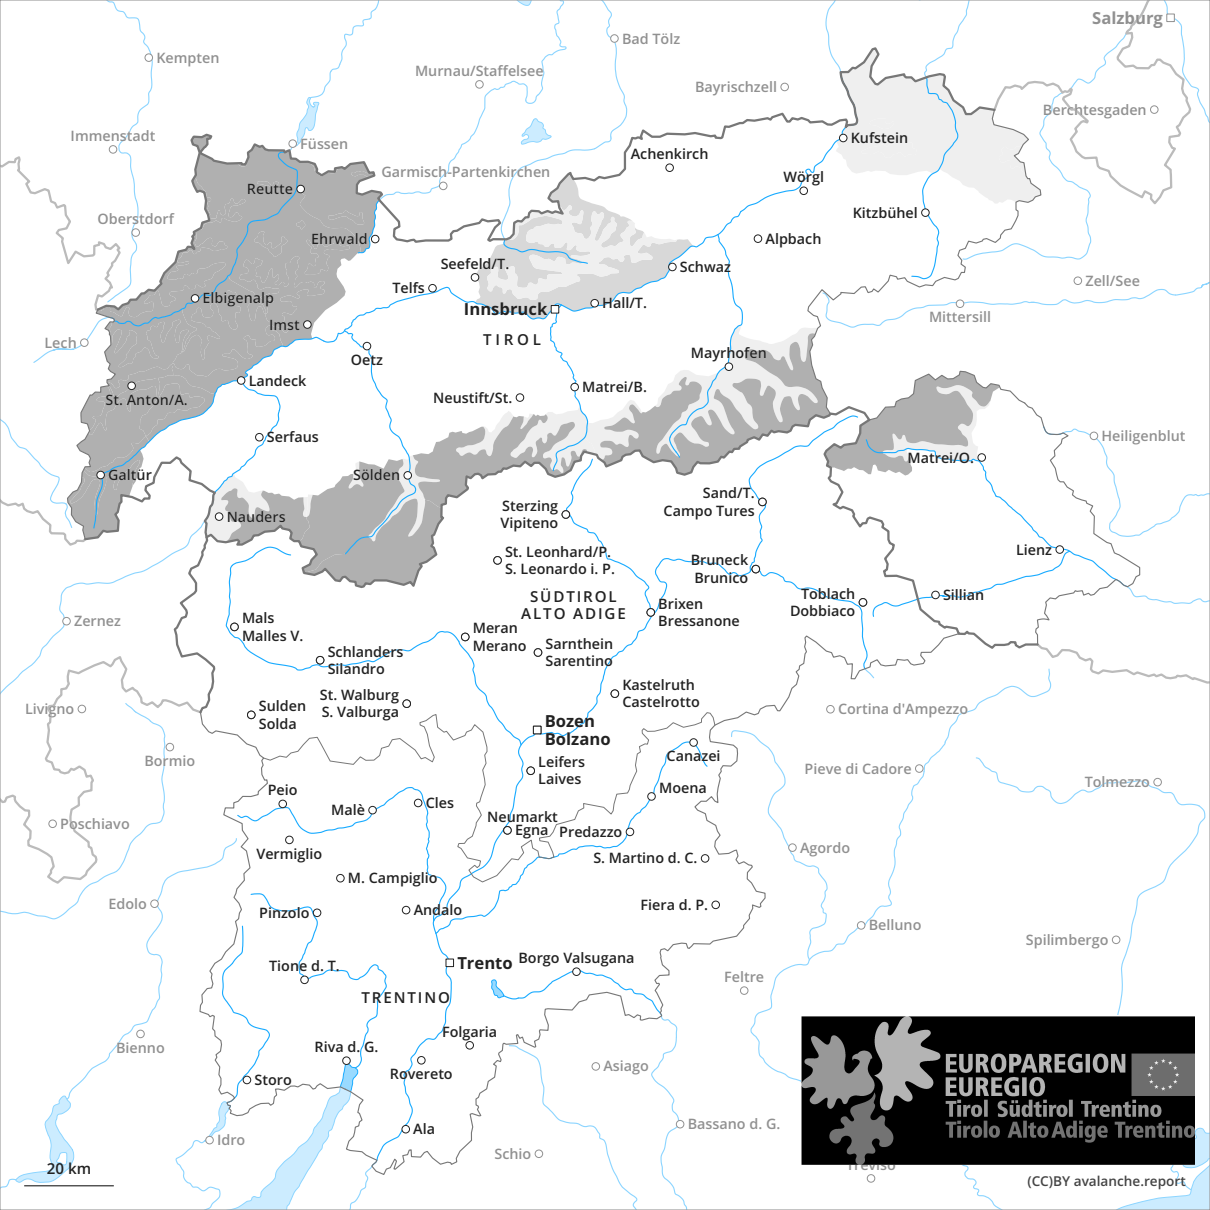 Salzburg
Bad Tölz
Kempten
Murnau/Staffelsee
Bayrischzell
Berchtesgaden
Immenstadt
Füssen
Kufstein
Achenkirch
Garmisch-Partenkirchen
Wörgl
Reutte
Oberstdorf
Kitzbühel
Ehrwald
Alpbach
Seefeld/T.
Schwaz
Zell/See
Telfs
Elbigenalp
Hall/T.
Innsbruck
Mittersill
Imst
TIROL
Lech
Oetz
Mayrhofen
Landeck
Matrei/B.
St. Anton/A.
Neustift/St.
Serfaus
Heiligenblut
Matrei/O.
Galtür
Sölden
Sand/T.
Campo Tures
Sterzing
Vipiteno
Nauders
Lienz
St. Leonhard/P.
S. Leonardo i. P.
Bruneck
Brunico
SÜDTIROL
ALTO ADIGE
Toblach
Dobbiaco
Sillian
Brixen
Bressanone
Zernez
Mals
Malles V.
Meran
Merano
Sarnthein
Sarentino
Schlanders
Silandro
Kastelruth
Castelrotto
St. Walburg
S. Valburga
Livigno
Sulden
Solda
Cortina d'Ampezzo
Bozen
Bolzano
Bormio
Canazei
Leifers
Laives
Pieve di Cadore
Tolmezzo
Peio
Moena
Malè
Cles
Neumarkt
Egna
Poschiavo
Predazzo
Vermiglio
Agordo
S. Martino d. C.
M. Campiglio
Edolo
Pinzolo
Andalo
Fiera d. P.
Belluno
Spilimbergo
Borgo Valsugana
Trento
Tione d. T.
Feltre
TRENTINO
Folgaria
Bienno
Riva d. G.
Rovereto
Asiago
Storo
EUROPAREGION
EUREGIO
Tirol Südtirol Trentino
Tirolo Alto Adige Trentino
Ala
Idro
Bassano d. G.
Schio
Treviso
20 km
(CC)BY avalanche.report